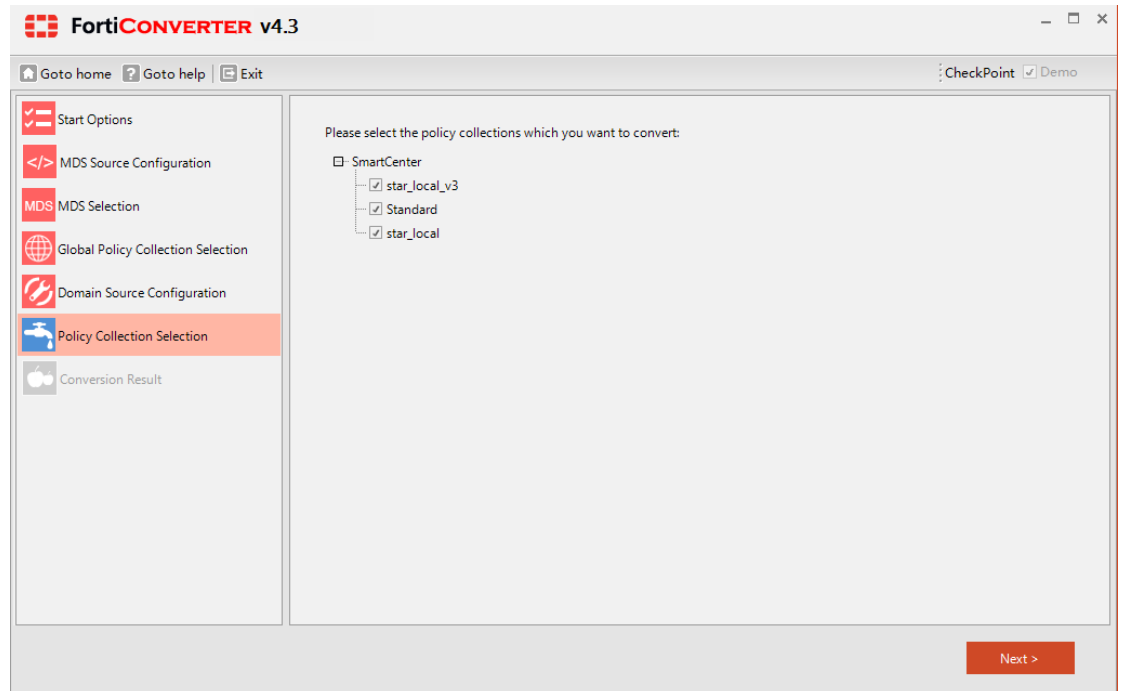 FortiCONVERTER v4.3
Goto home ? Goto help Exit
CheckPoint Demo
Start Options
</> MDS Source Configuration
MDS MDS Selection
Global Policy Collection Selection
Domain Source Configuration
Policy Collection Selection
Conversion Result
Please select the policy collections which you want to convert:
SmartCenter
star_local_v3
Standard
star_local
Next >